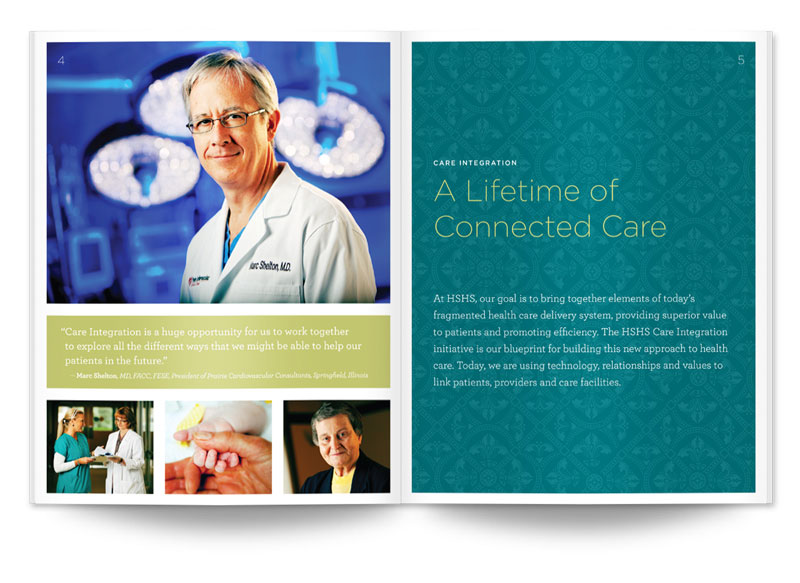 4
Marc Shelton, M.D.
“Care Integration is a huge opportunity for us to work together
to explore all the different ways that we might be able to help our
patients in the future.”
— Marc Shelton, MD, FACC, FESE, President of Prairie Cardiovascular Consultants, Springfield, Illinois
5
CARE INTEGRATION
A Lifetime of
Connected Care
At HSHS, our goal is to bring together elements of today’s
fragmented health care delivery system, providing superior value
to patients and promoting efficiency. The HSHS Care Integration
initiative is our blueprint for building this new approach to health
care. Today, we are using technology, relationships and values to
link patients, providers and care facilities.